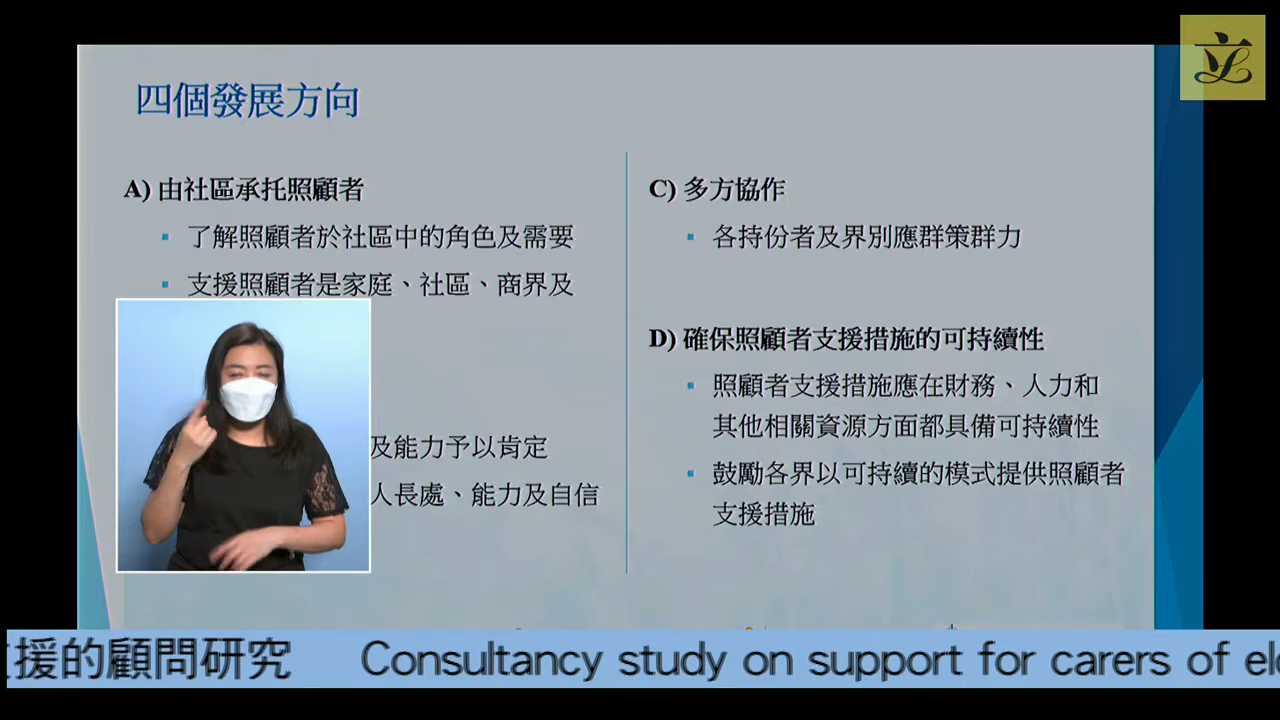 立
四個發展方向
A) 由社區承托照顧者
▪ 了解照顧者於社區中的角色及需要
▪ 支援照顧者是家庭、社區、商界及
及能力予以肯定
人長處、能力及自信
C) 多方協作
▪ 各持份者及界別應群策群力
D) 確保照顧者支援措施的可持續性
▪ 照顧者支援措施應在財務、人力和
其他相關資源方面都具備可持續性
▪ 鼓勵各界以可持續的模式提供照顧者
支援措施
援的顧問研究 Consultancy study on support for carers of el